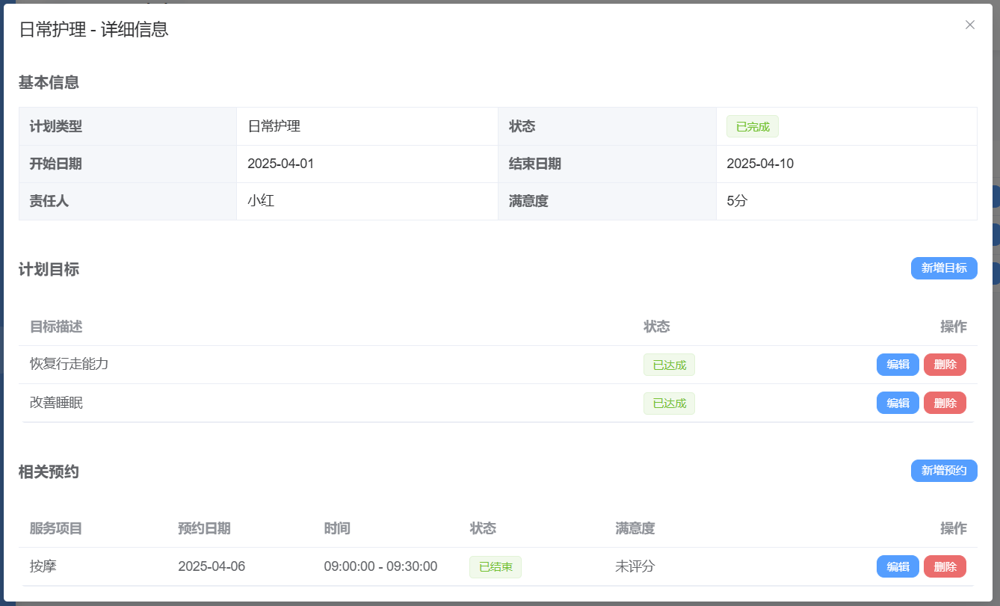 日常护理 - 详细信息
基本信息
计划类型 日常护理 状态 已完成
开始日期 2025-04-01 结束日期 2025-04-10
责任人 小红 满意度 5分
计划目标 新增目标
目标描述 状态 操作
恢复行走能力 已达成 编辑 删除
改善睡眠 已达成 编辑 删除
相关预约 新增预约
服务项目 预约日期 时间 状态 满意度 操作
按摩 2025-04-06 09:00:00 - 09:30:00 已结束 未评分 编辑 删除